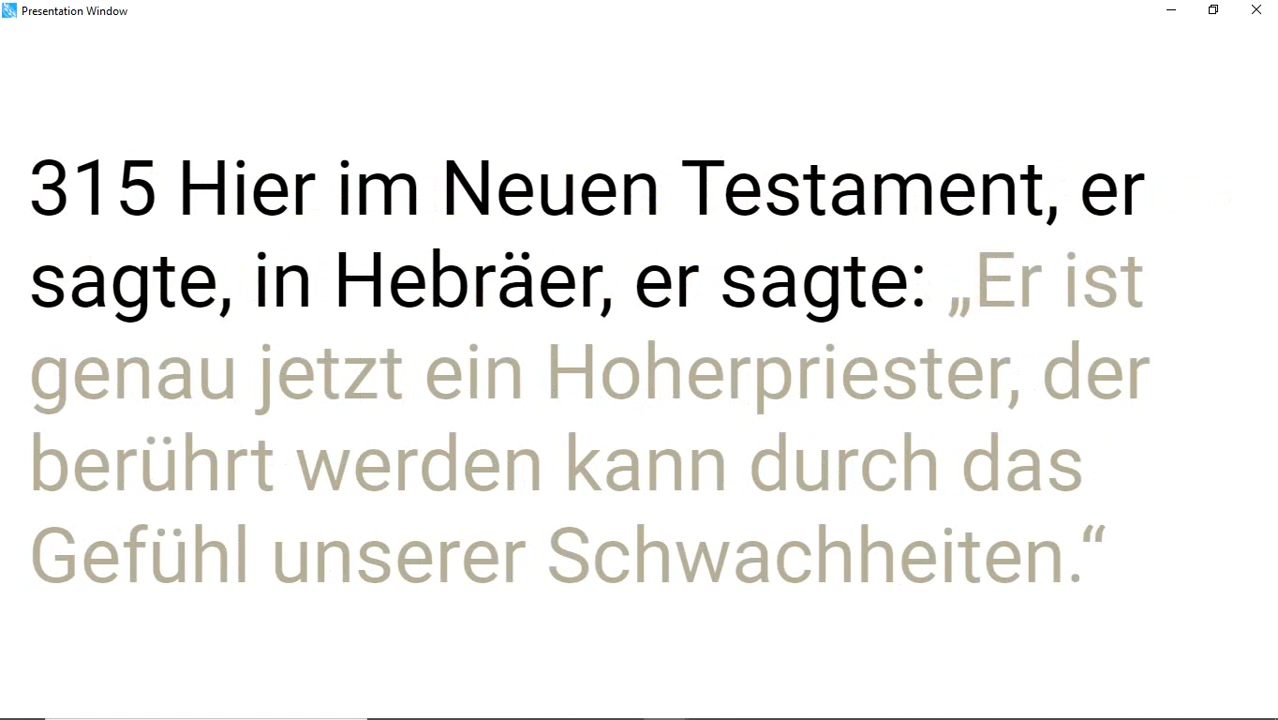 Presentation Window
315 Hier im Neuen Testament, er
sagte, in Hebräer, er sagte: „Er ist
genau jetzt ein Hoherpriester, der
berührt werden kann durch das
Gefühl unserer Schwachheiten.“